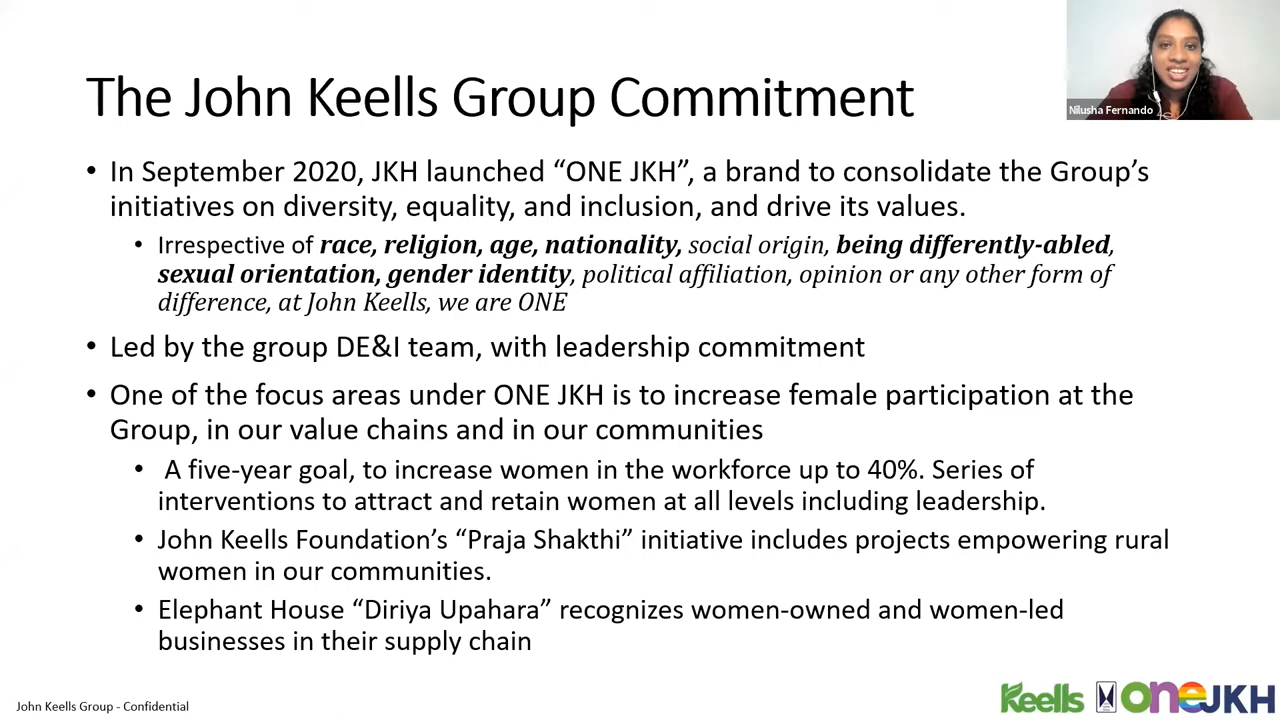 The John Keells Group Commitment
Nilusha Fernando
• In September 2020, JKH launched “ONE JKH”, a brand to consolidate the Group’s
initiatives on diversity, equality, and inclusion, and drive its values.
• Irrespective of race, religion, age, nationality, social origin, being differently-abled,
sexual orientation, gender identity, political affiliation, opinion or any other form of
difference, at John Keells, we are ONE
• Led by the group DE&I team, with leadership commitment
• One of the focus areas under ONE JKH is to increase female participation at the
Group, in our value chains and in our communities
• A five-year goal, to increase women in the workforce up to 40%. Series of
interventions to attract and retain women at all levels including leadership.
• John Keells Foundation’s “Praja Shakthi” initiative includes projects empowering rural
women in our communities.
• Elephant House “Diriya Upahara” recognizes women-owned and women-led
businesses in their supply chain
John Keells Group - Confidential
Keells
oneJKH